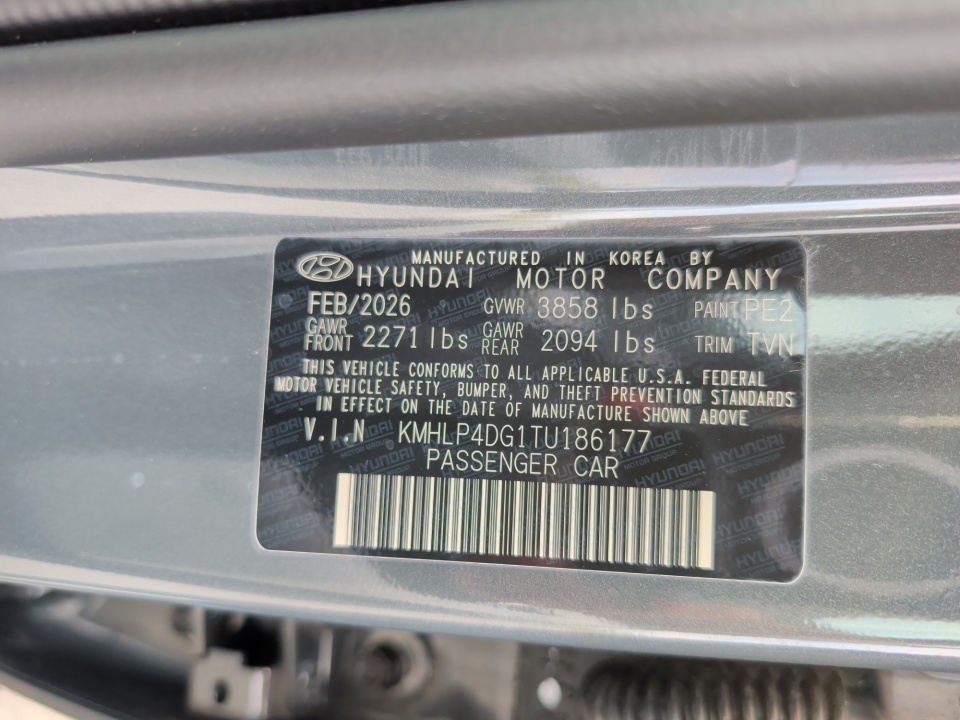 MANUFACTURED IN KOREA BY
HYUNDAI MOTOR COMPANY
FEB/2026 GVWR 3858 lbs PAINT PE2
GAWR FRONT 2271 lbs GAWR REAR 2094 lbs TRIM TVN
THIS VEHICLE CONFORMS TO ALL APPLICABLE U.S.A. FEDERAL
MOTOR VEHICLE SAFETY, BUMPER, AND THEFT PREVENTION STANDARDS
IN EFFECT ON THE DATE OF MANUFACTURE SHOWN ABOVE
V.I.N KMHLP4DG1TU186177
PASSENGER CAR